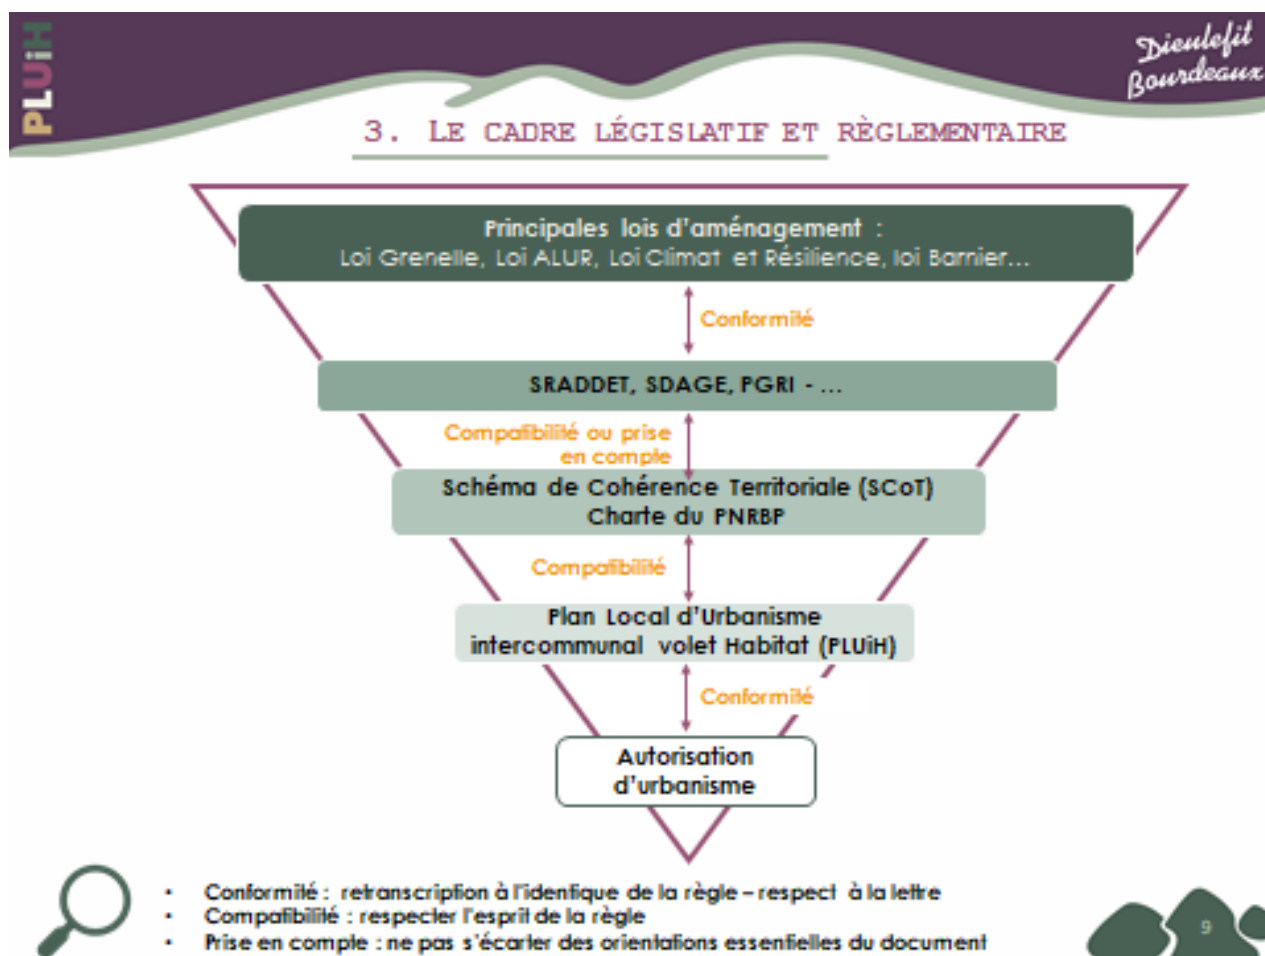 PLUiH
Dieulefit
Bourdeaux
3. LE CADRE LÉGISLATIF ET RÈGLEMENTAIRE
Principales lois d'aménagement :
Loi Grenelle, Loi ALUR, Loi Climat et Résilience, loi Barnier...
Conformité
SRADDET, SDAGE, PGRI - ...
Compatibilité ou prise
en compte
Schéma de Cohérence Territoriale (SCoT)
Charte du PNRBP
Compatibilité
Plan Local d'Urbanisme
intercommunal volet Habitat (PLUiH)
Conformité
Autorisation
d'urbanisme
• Conformité : retranscription à l'identique de la règle – respect à la lettre
• Compatibilité : respecter l'esprit de la règle
• Prise en compte : ne pas s'écarter des orientations essentielles du document
9